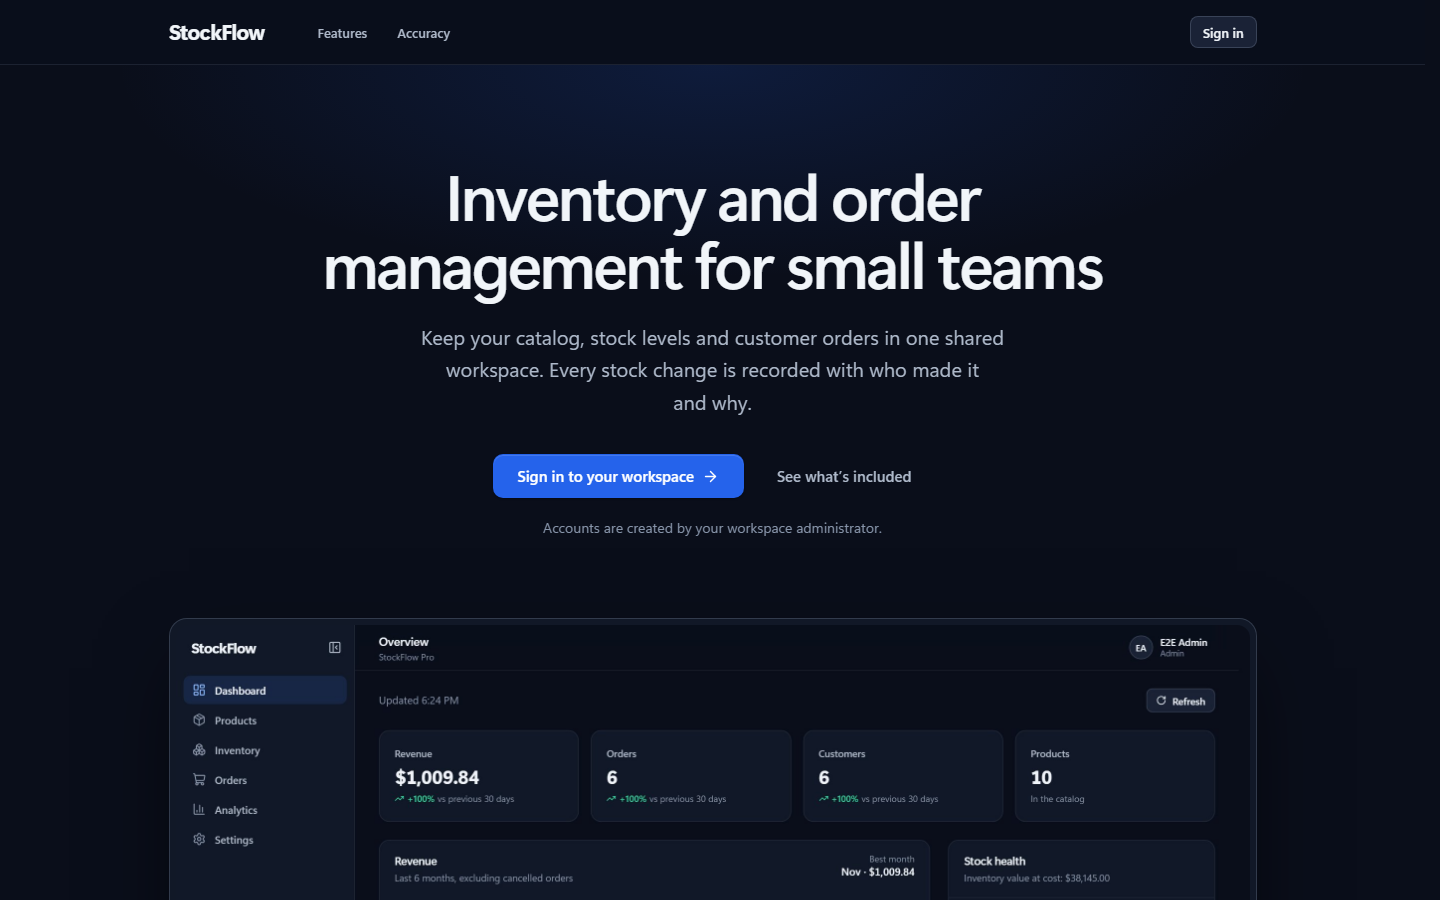 StockFlow
Features
Accuracy
Sign in
Inventory and order
management for small teams
Keep your catalog, stock levels and customer orders in one shared
workspace. Every stock change is recorded with who made it
and why.
Sign in to your workspace
See what’s included
Accounts are created by your workspace administrator.
StockFlow
Dashboard
Products
Inventory
Orders
Analytics
Settings
Overview
StockFlow Pro
EA
E2E Admin
Admin
Updated 6:24 PM
Refresh
Revenue
$1,009.84
+100% vs previous 30 days
Orders
6
+100% vs previous 30 days
Customers
6
+100% vs previous 30 days
Products
10
In the catalog
Revenue
Last 6 months, excluding cancelled orders
Best month
Nov · $1,009.84
Stock health
Inventory value at cost: $38,145.00